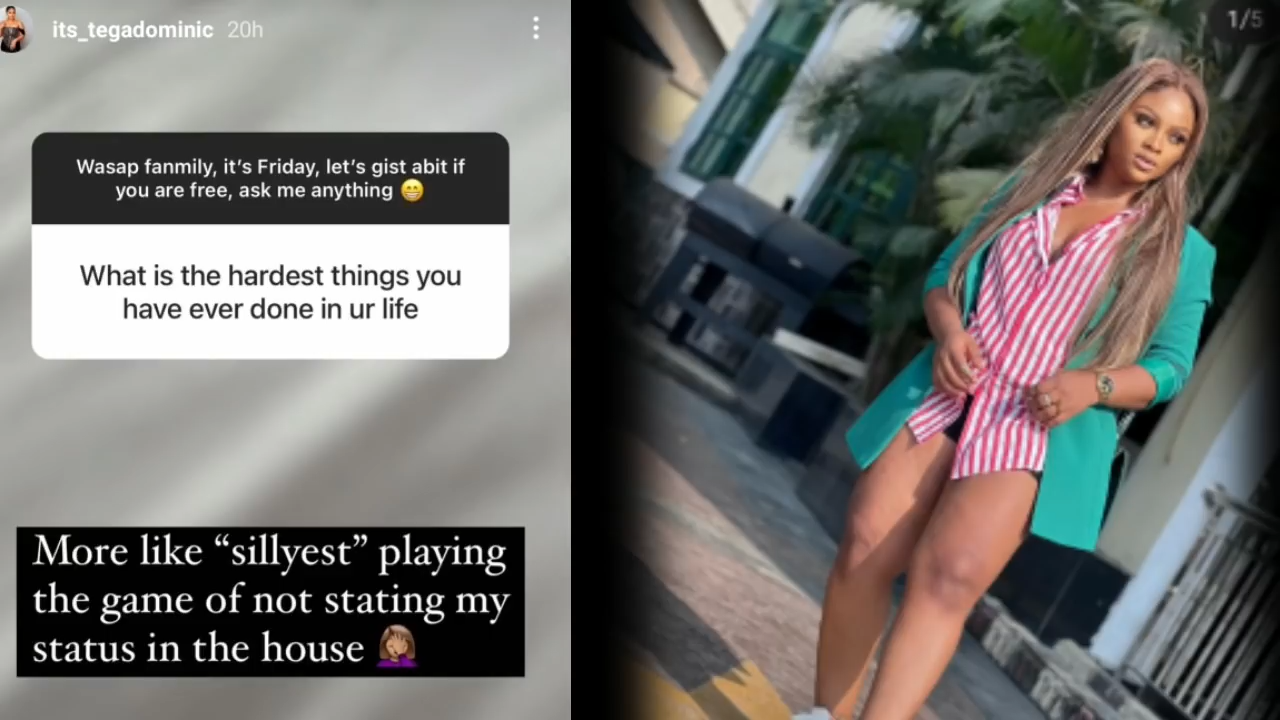 its_tegadominic 20h
1/5
Wasap fanmily, it's Friday, let's gist abit if
you are free, ask me anything 😁
What is the hardest things you
have ever done in ur life
More like “sillyest” playing
the game of not stating my
status in the house 🤦🏽‍♀️